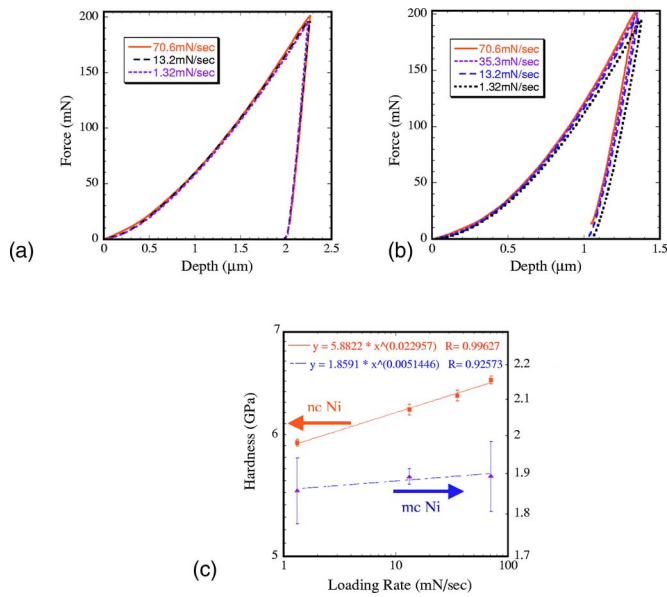 200
150
100
50
0
Force (mN)
70.6mN/sec
13.2mN/sec
1.32mN/sec
0 0.5 1 1.5 2 2.5
Depth (μm)
(a)
200
150
100
50
0
Force (mN)
70.6mN/sec
35.3mN/sec
13.2mN/sec
1.32mN/sec
0 0.5 1 1.5
Depth (μm)
(b)
7
6
5
Hardness (GPa)
y = 5.8822 * x^(0.022957) R= 0.99627
y = 1.8591 * x^(0.0051446) R= 0.92573
nc Ni
mc Ni
2.2
2.1
2
1.9
1.8
1.7
1 10 100
Loading Rate (mN/sec)
(c)